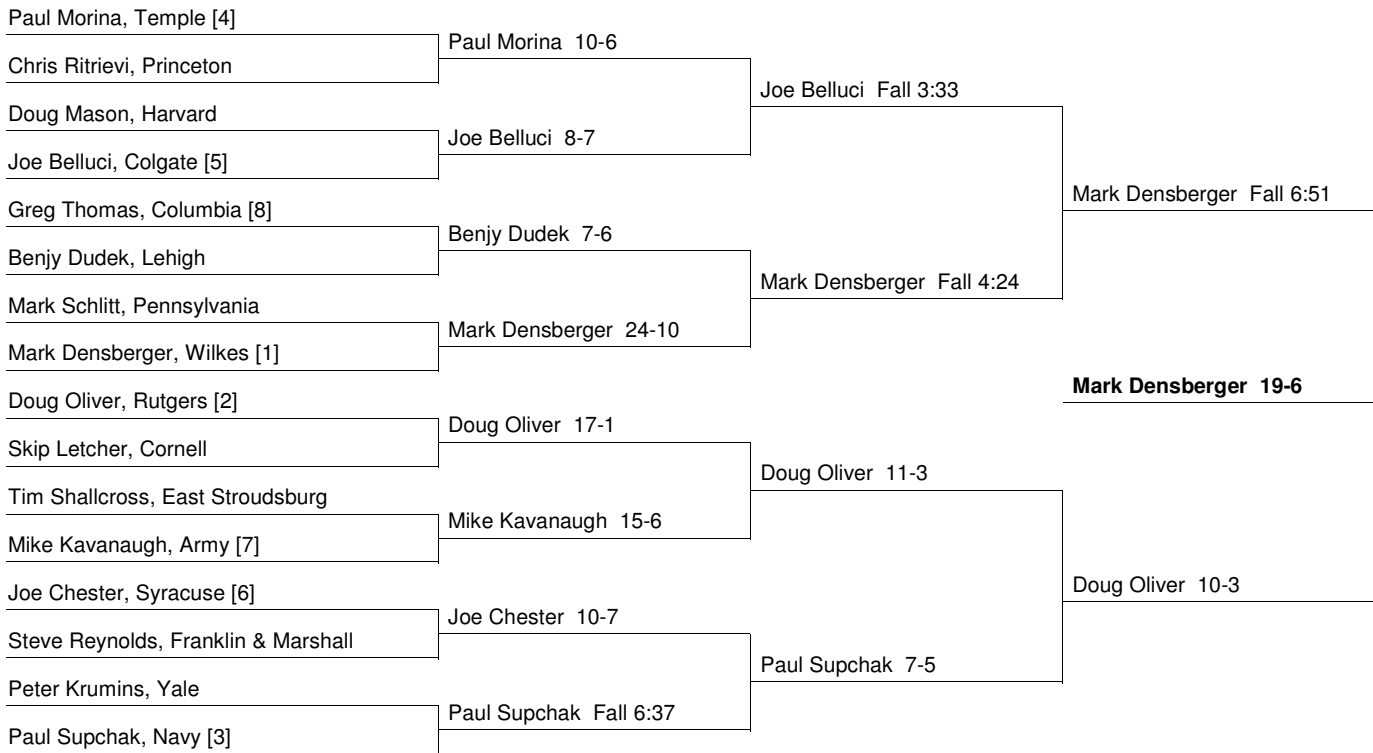 Paul Morina, Temple [4]
Chris Ritrievi, Princeton
Doug Mason, Harvard
Joe Belluci, Colgate [5]
Greg Thomas, Columbia [8]
Benjy Dudek, Lehigh
Mark Schlitt, Pennsylvania
Mark Densberger, Wilkes [1]
Doug Oliver, Rutgers [2]
Skip Letcher, Cornell
Tim Shallcross, East Stroudsburg
Mike Kavanaugh, Army [7]
Joe Chester, Syracuse [6]
Steve Reynolds, Franklin & Marshall
Peter Krumins, Yale
Paul Supchak, Navy [3]
Paul Morina 10-6
Joe Belluci 8-7
Benjy Dudek 7-6
Mark Densberger 24-10
Doug Oliver 17-1
Mike Kavanaugh 15-6
Joe Chester 10-7
Paul Supchak Fall 6:37
Joe Belluci Fall 3:33
Mark Densberger Fall 4:24
Doug Oliver 11-3
Paul Supchak 7-5
Mark Densberger Fall 6:51
Doug Oliver 10-3
Mark Densberger 19-6